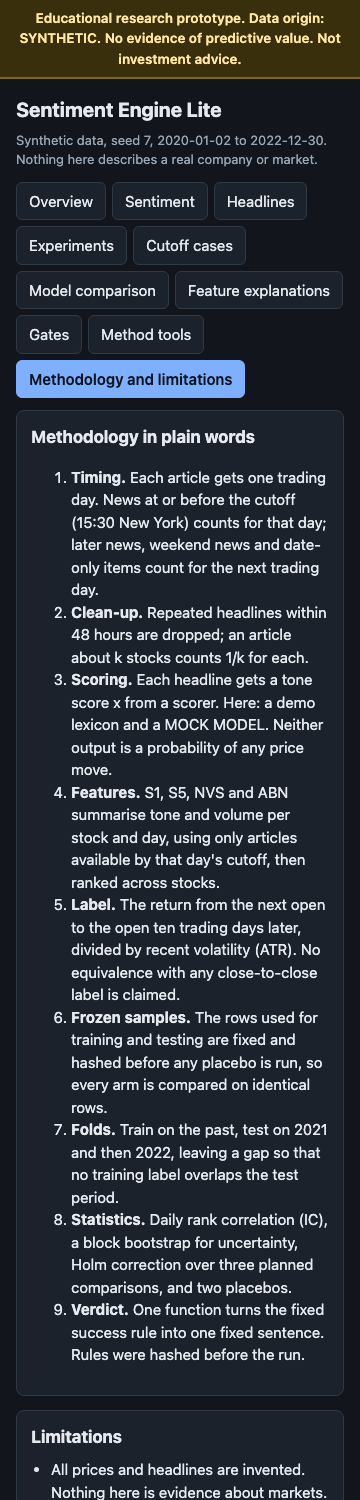 Educational research prototype. Data origin:
SYNTHETIC. No evidence of predictive value. Not
investment advice.
Sentiment Engine Lite
Synthetic data, seed 7, 2020-01-02 to 2022-12-30.
Nothing here describes a real company or market.
Overview
Sentiment
Headlines
Experiments
Cutoff cases
Model comparison
Feature explanations
Gates
Method tools
Methodology and limitations
Methodology in plain words
1. Timing. Each article gets one trading
day. News at or before the cutoff
(15:30 New York) counts for that day;
later news, weekend news and date-
only items count for the next trading
day.
2. Clean-up. Repeated headlines within
48 hours are dropped; an article
about k stocks counts 1/k for each.
3. Scoring. Each headline gets a tone
score x from a scorer. Here: a demo
lexicon and a MOCK MODEL. Neither
output is a probability of any price
move.
4. Features. S1, S5, NVS and ABN
summarise tone and volume per
stock and day, using only articles
available by that day's cutoff, then
ranked across stocks.
5. Label. The return from the next open
to the open ten trading days later,
divided by recent volatility (ATR). No
equivalence with any close-to-close
label is claimed.
6. Frozen samples. The rows used for
training and testing are fixed and
hashed before any placebo is run, so
every arm is compared on identical
rows.
7. Folds. Train on the past, test on 2021
and then 2022, leaving a gap so that
no training label overlaps the test
period.
8. Statistics. Daily rank correlation (IC),
a block bootstrap for uncertainty,
Holm correction over three planned
comparisons, and two placebos.
9. Verdict. One function turns the fixed
success rule into one fixed sentence.
Rules were hashed before the run.
Limitations
• All prices and headlines are invented.
Nothing here is evidence about markets.